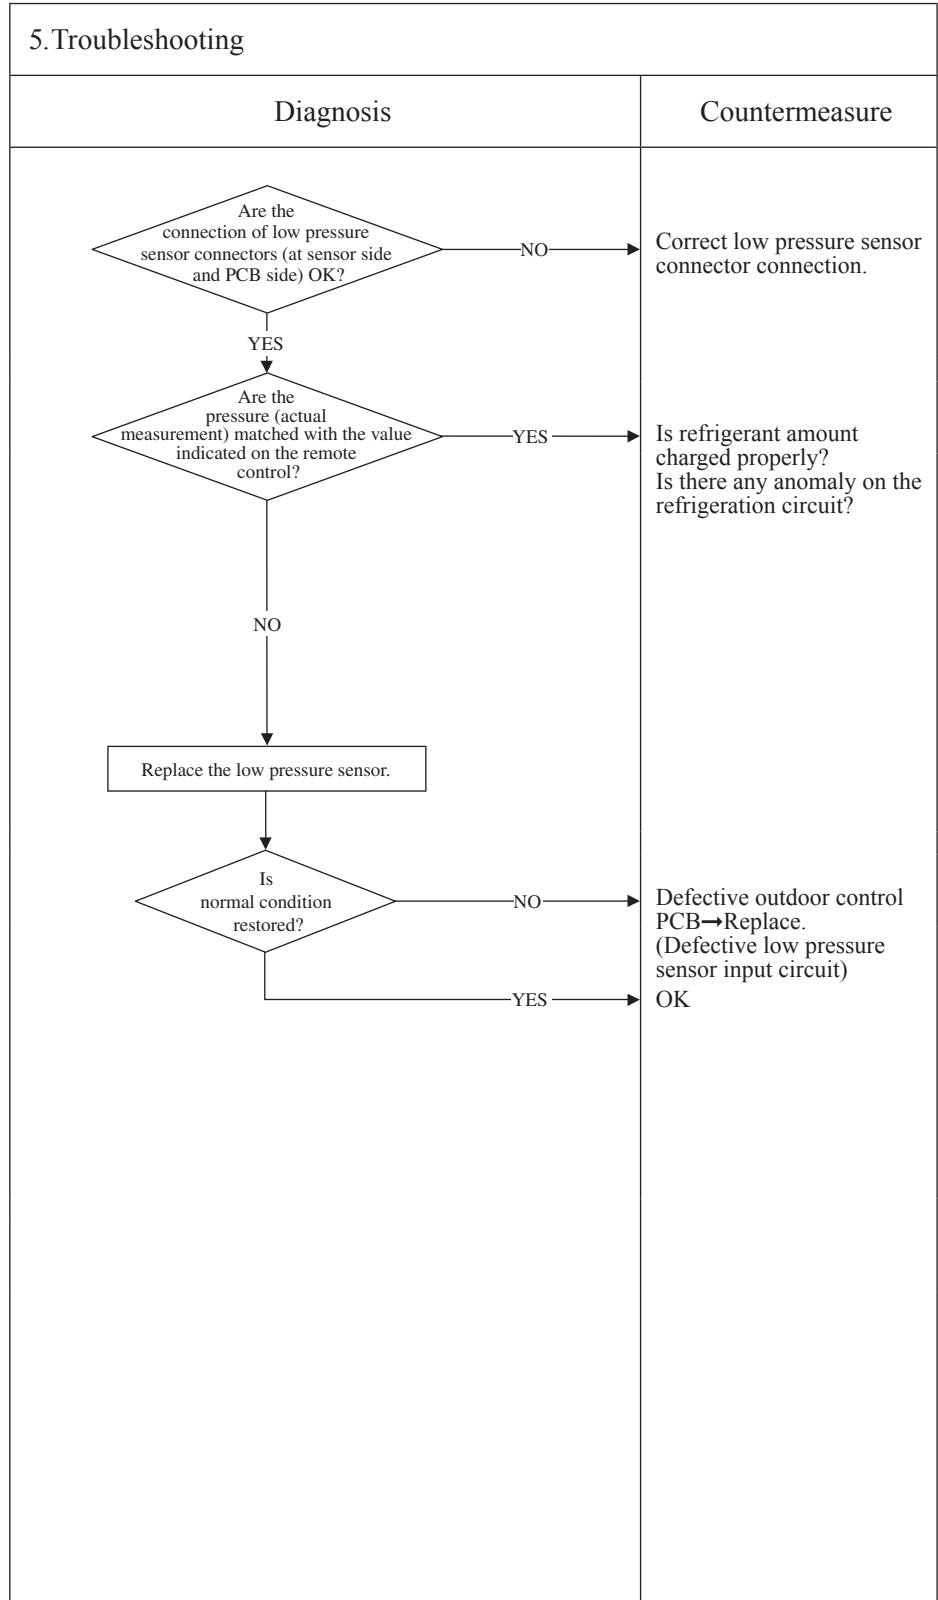 5.Troubleshooting
Diagnosis
Countermeasure
Are the
connection of low pressure
sensor connectors (at sensor side
and PCB side) OK?
NO
Correct low pressure sensor
connector connection.
YES
Are the
pressure (actual
measurement) matched with the value
indicated on the remote
control?
YES
Is refrigerant amount
charged properly?
Is there any anomaly on the
refrigeration circuit?
NO
Replace the low pressure sensor.
Is
normal condition
restored?
NO
Defective outdoor control
PCB→Replace.
(Defective low pressure
sensor input circuit)
YES
OK